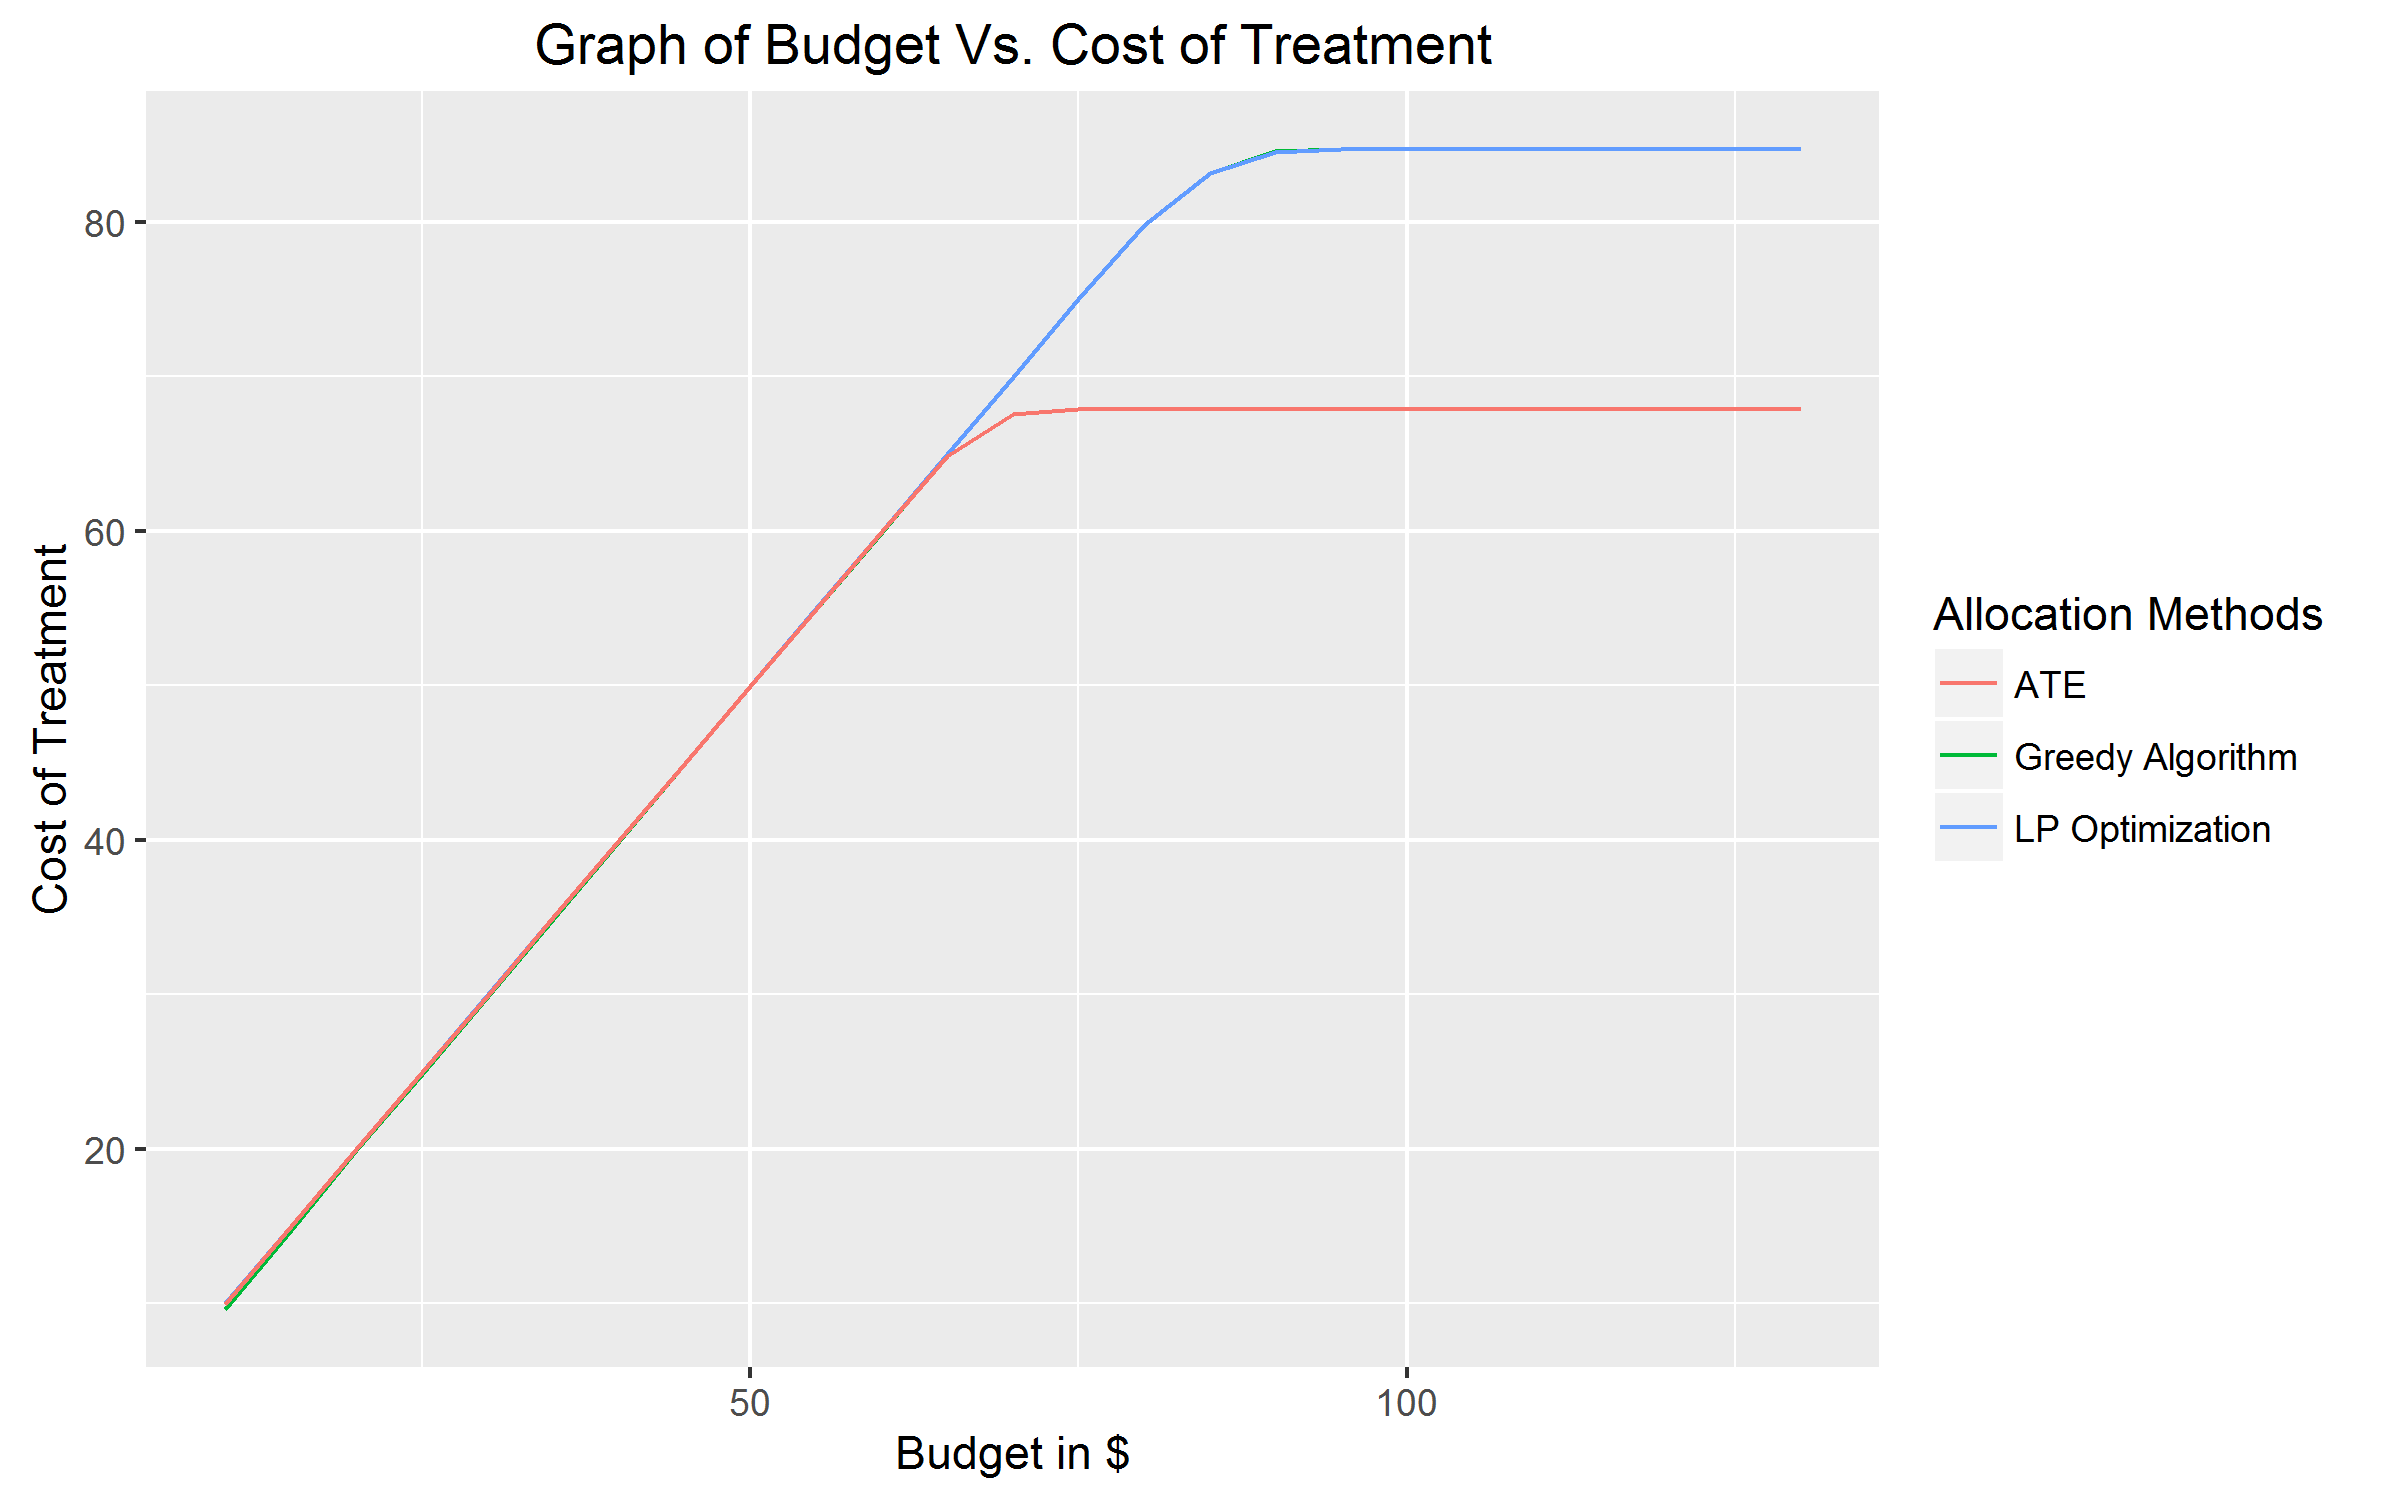 Graph of Budget Vs. Cost of Treatment
Cost of Treatment
80
60
40
20
50
100
Budget in $
Allocation Methods
ATE
Greedy Algorithm
LP Optimization